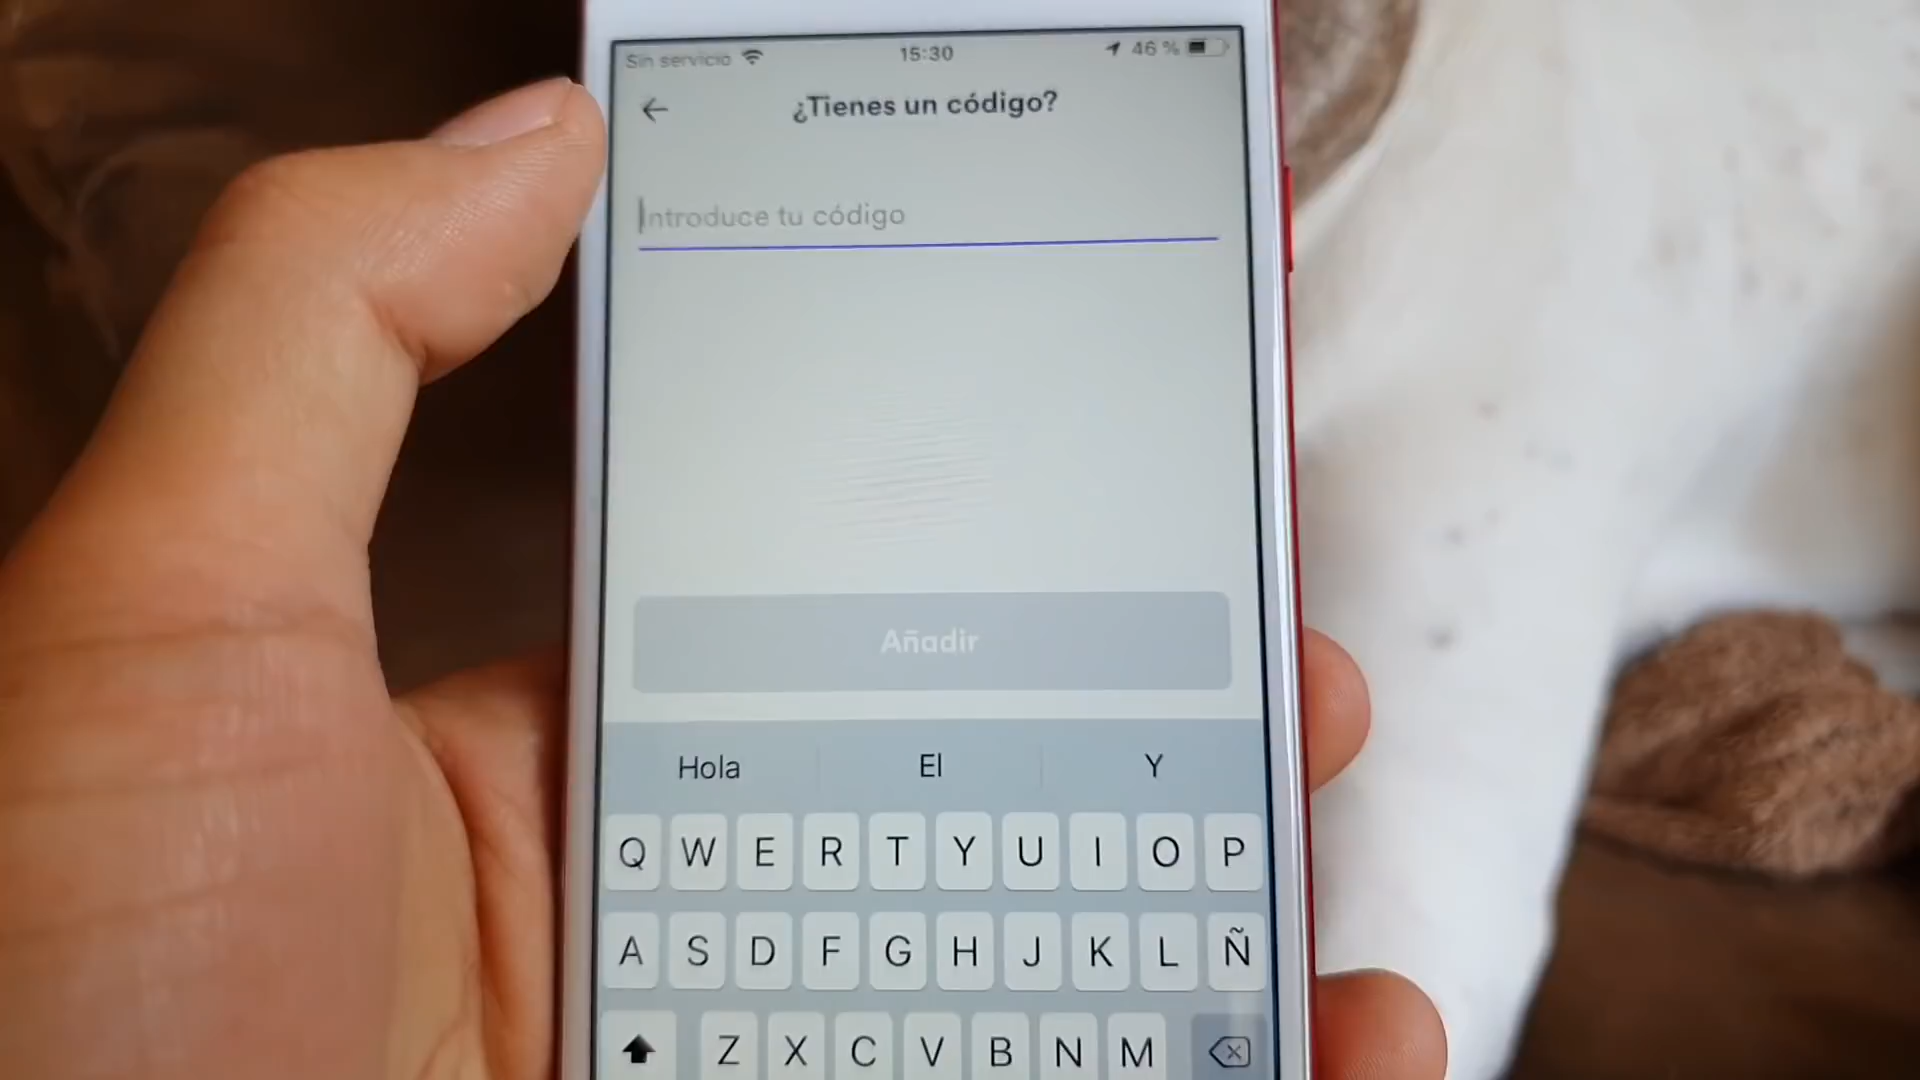 Sin servicio 15:30 46 %
¿Tienes un código?
Introduce tu código
Añadir
Hola El Y
Q W E R T Y U I O P
A S D F G H J K L Ñ
Z X C V B N M